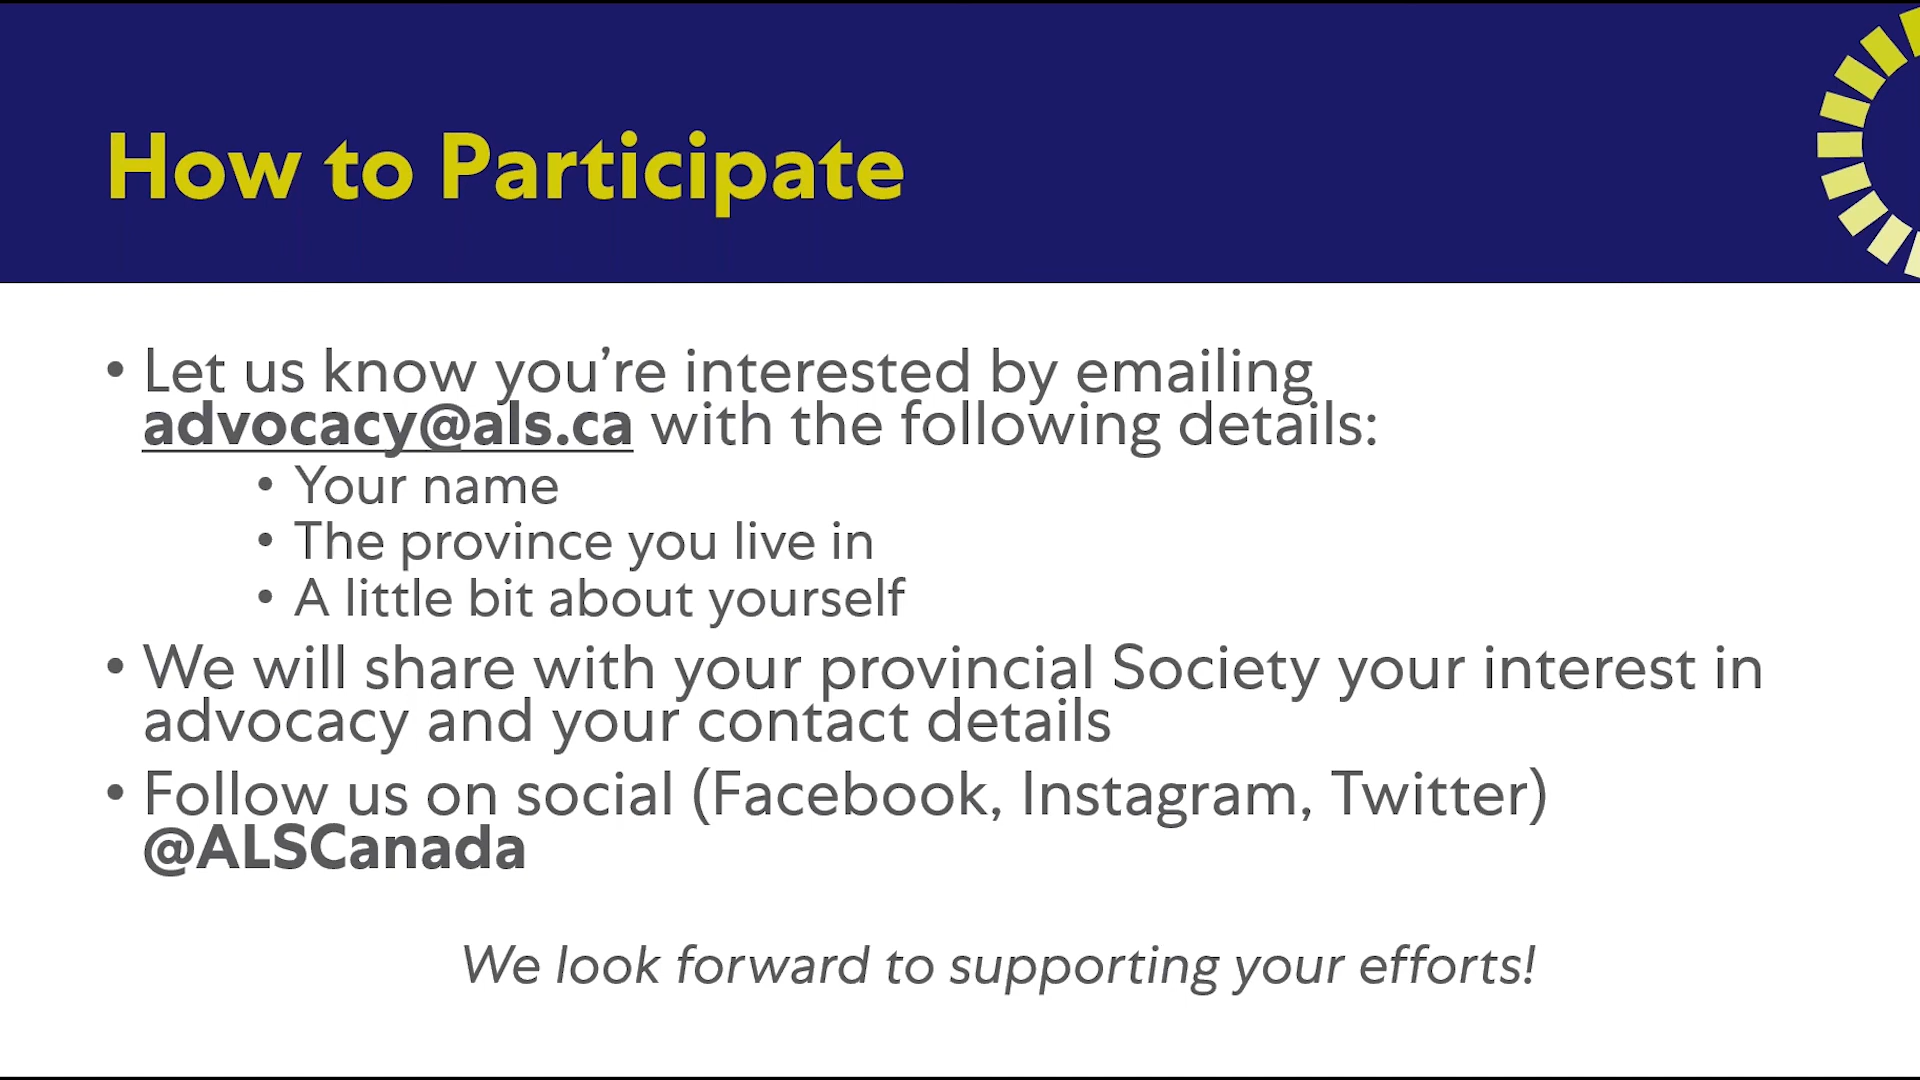 How to Participate
• Let us know you’re interested by emailing
advocacy@als.ca with the following details:
• Your name
• The province you live in
• A little bit about yourself
• We will share with your provincial Society your interest in
advocacy and your contact details
• Follow us on social (Facebook, Instagram, Twitter)
@ALSCanada
We look forward to supporting your efforts!